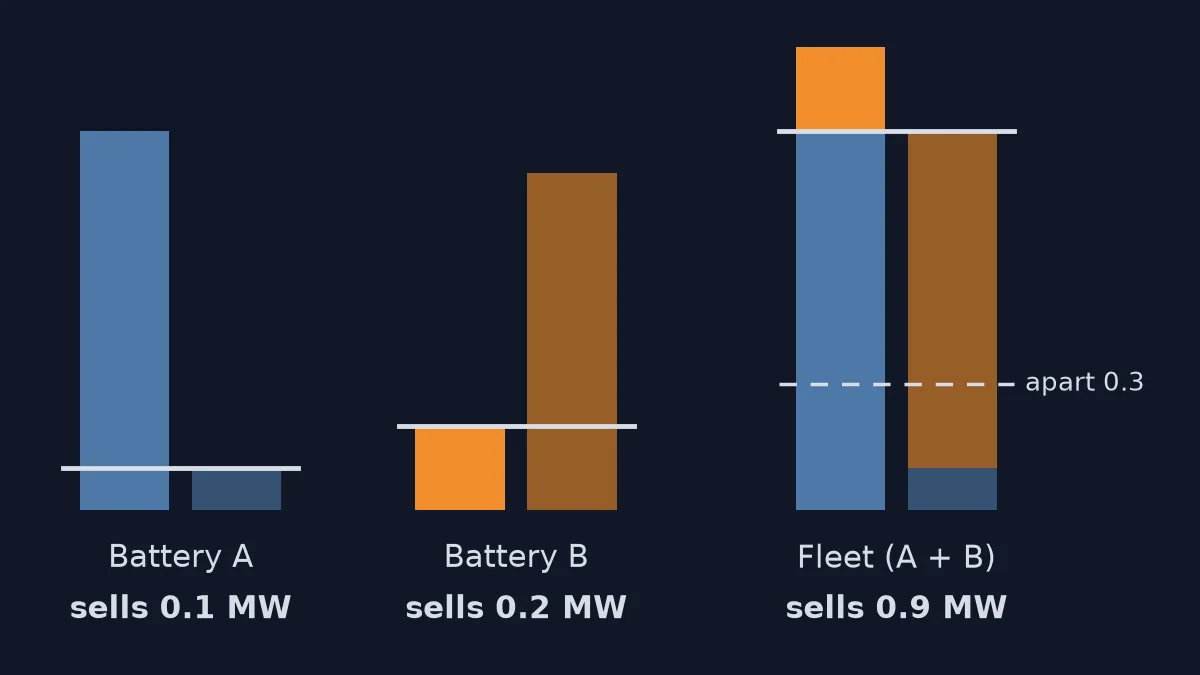 apart 0.3
Battery A
sells 0.1 MW
Battery B
sells 0.2 MW
Fleet (A + B)
sells 0.9 MW